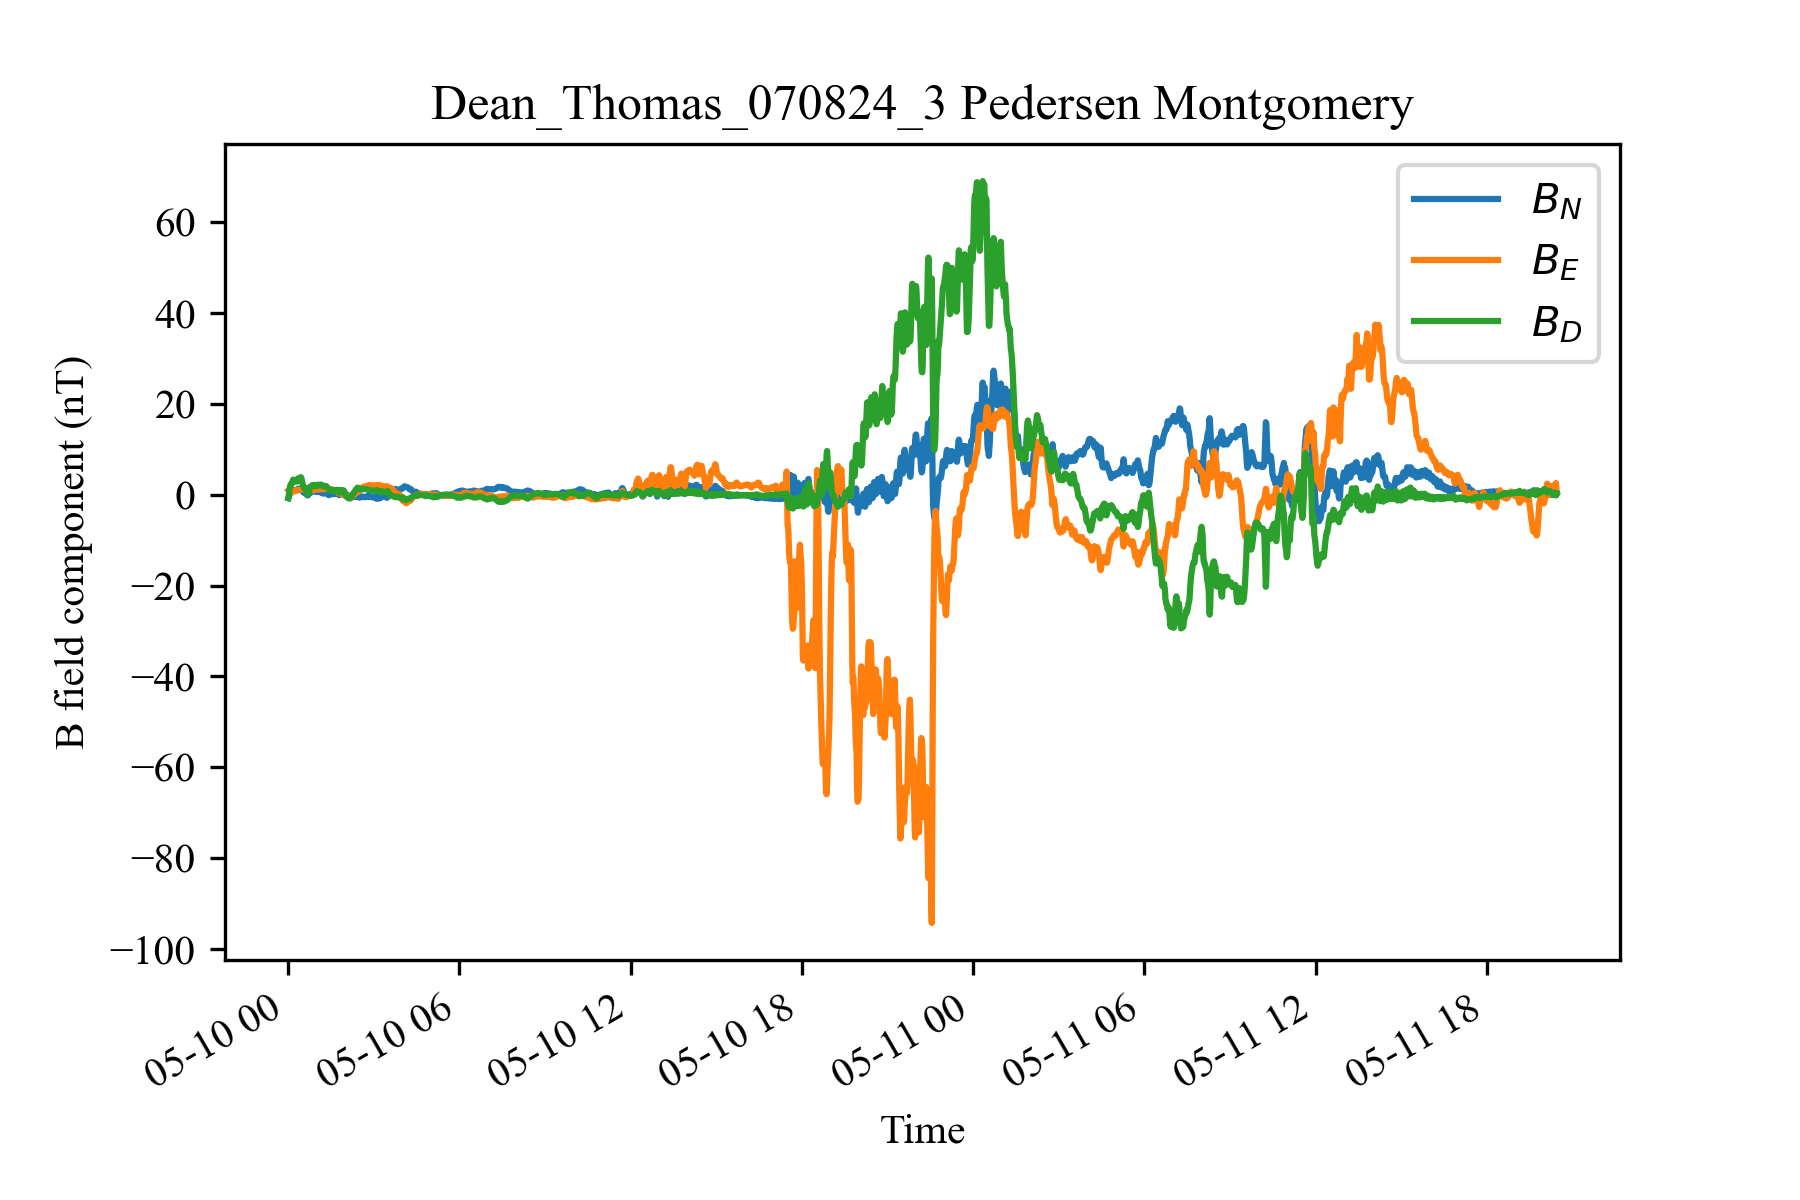 Dean_Thomas_070824_3 Pedersen Montgomery
B_N
B_E
B_D
B field component (nT)
60
40
20
0
−20
−40
−60
−80
−100
05-10 00
05-10 06
05-10 12
05-10 18
05-11 00
05-11 06
05-11 12
05-11 18
Time